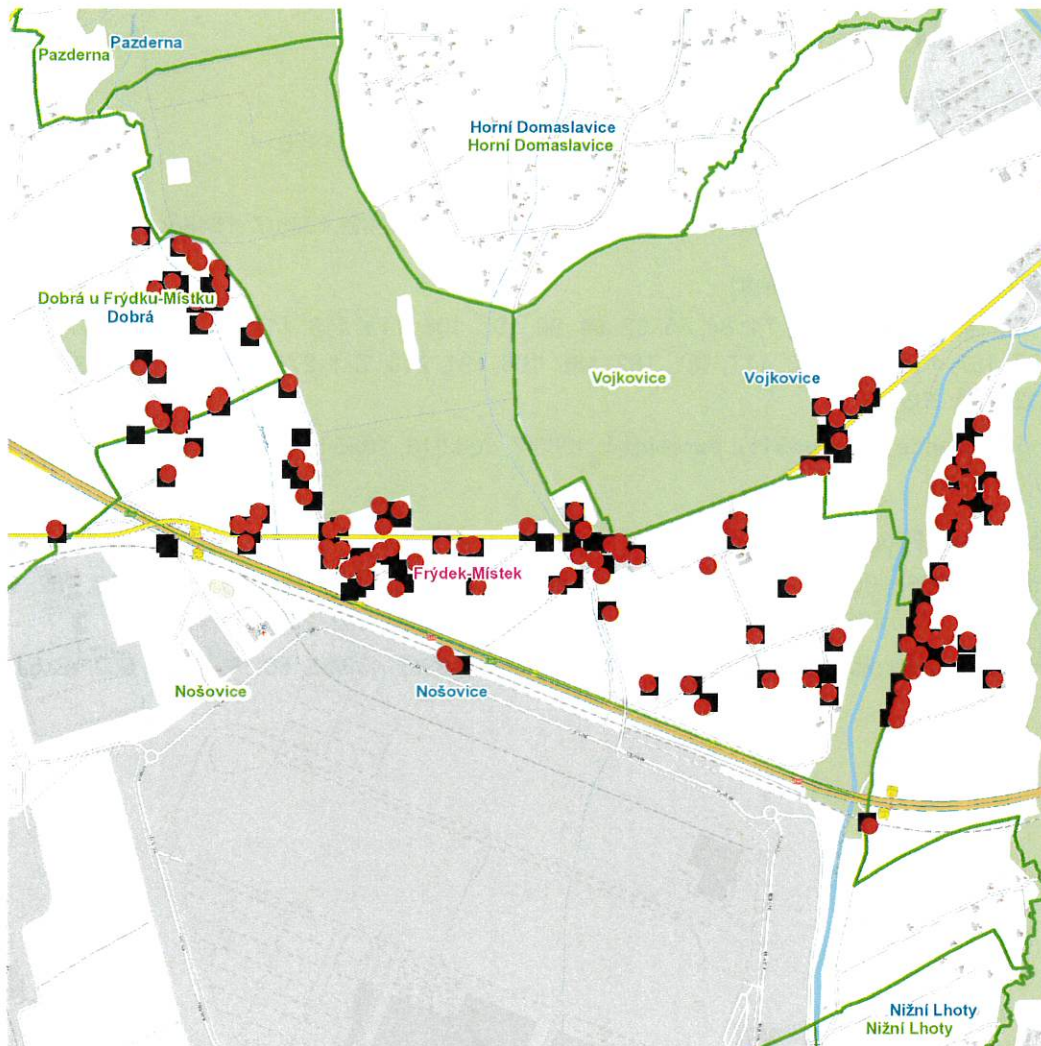 Pazderna
Pazderna
Horní Domaslavice
Horní Domaslavice
Dobrá u Frýdku-Místku
Dobrá
Vojkovice
Vojkovice
Frýdek-Místek
Nošovice
Nošovice
Nižní Lhoty
Nižní Lhoty